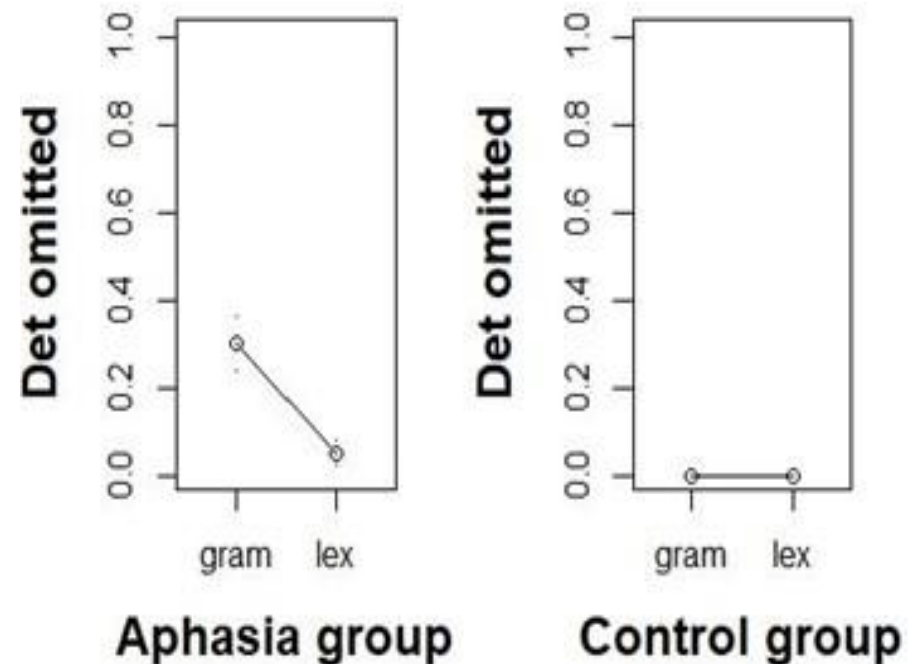 Det omitted
1.0
0.8
0.6
0.4
0.2
0.0
gram lex
Aphasia group
Det omitted
1.0
0.8
0.6
0.4
0.2
0.0
gram lex
Control group